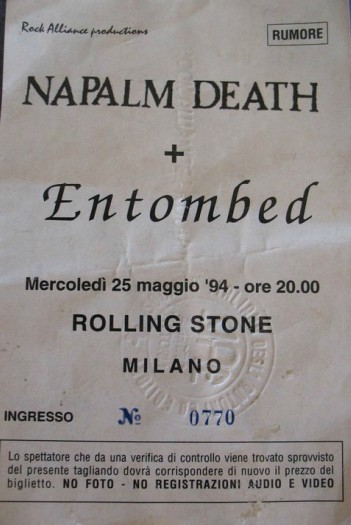 Rock Alliance productions
RUMORE
NAPALM DEATH
+
Entombed
Mercoledì 25 maggio '94 - ore 20.00
ROLLING STONE
MILANO
INGRESSO № 0770
Lo spettatore che da una verifica di controllo viene trovato sprovvisto
del presente tagliando dovrà corrispondere di nuovo il prezzo del
biglietto. NO FOTO - NO REGISTRAZIONI AUDIO E VIDEO